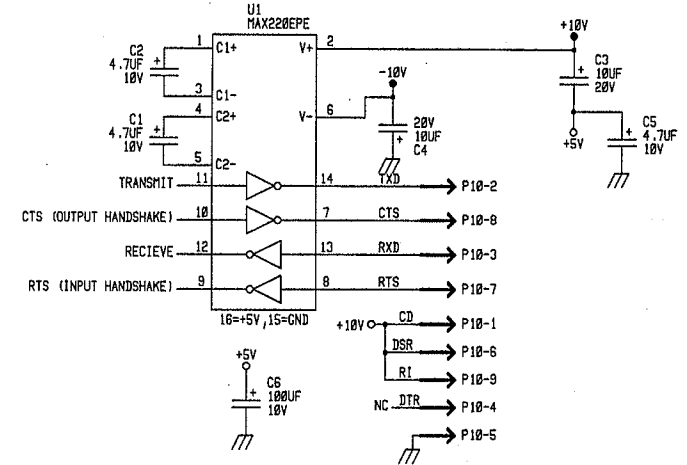 U1
MAX220EPE
+10V
1 C1+ V+ 2
C2
4.7UF
10V
+
3 C1-
-10V
C3
10UF
20V
+
4 C2+
C1
4.7UF
10V
+
V- 6
20V
10UF
C4
+
+5V
C5
4.7UF
10V
+
5 C2-
TRANSMIT 11 14 TXD P10-2
CTS (OUTPUT HANDSHAKE) 10 7 CTS P10-8
RECIEVE 12 13 RXD P10-3
RTS (INPUT HANDSHAKE) 9 8 RTS P10-7
16=+5V,15=GND
+10V CD P10-1
DSR P10-6
RI P10-9
NC DTR P10-4
P10-5
+5V
+
C6
100UF
10V